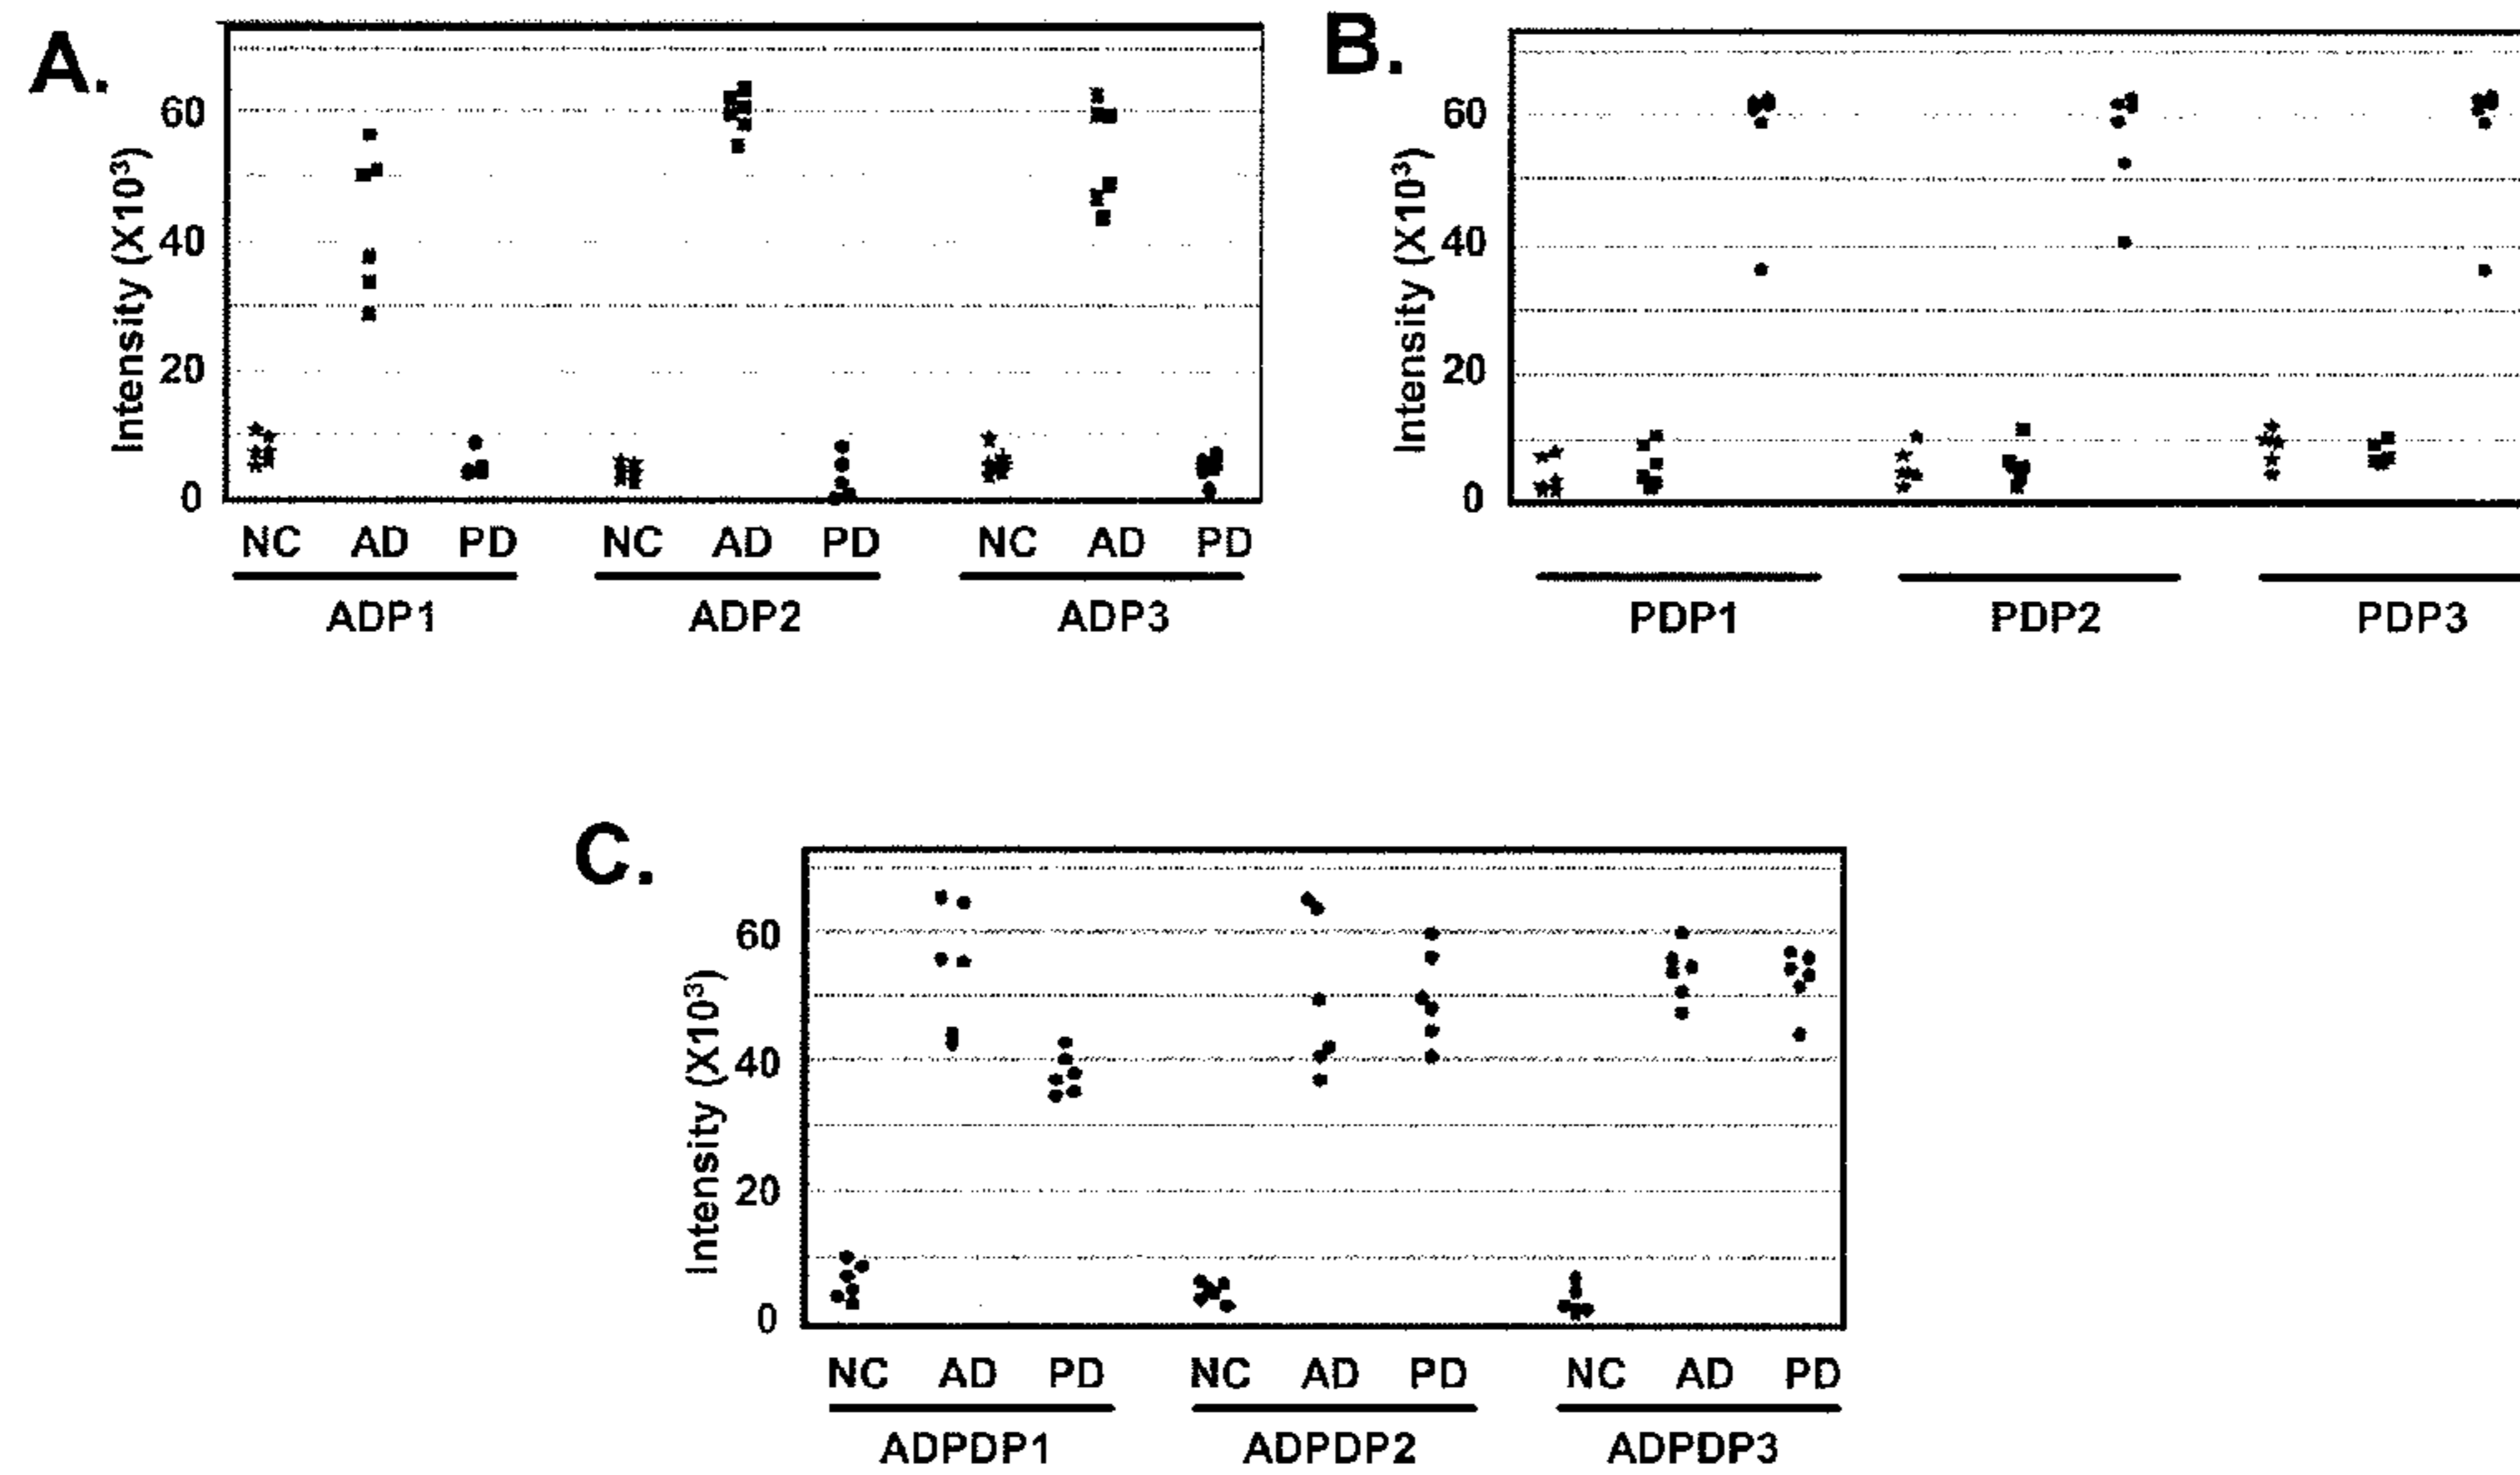 A.
Intensity (X10³)
60
40
20
0
NC AD PD NC AD PD NC AD PD
ADP1 ADP2 ADP3
B.
Intensity (X10³)
60
40
20
0
PDP1 PDP2 PDP3
C.
Intensity (X10³)
60
40
20
0
NC AD PD NC AD PD NC AD PD
ADPDP1 ADPDP2 ADPDP3